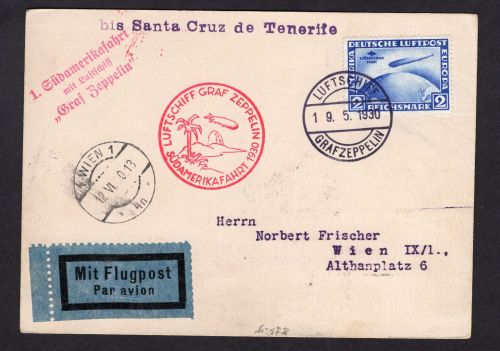 bis Santa Cruz de Tenerife
1. Südamerikafahrt
mit Luftschiff
„Graf Zeppelin"
DEUTSCHE LUFTPOST
EUROPA
SÜDAMERIKA
FAHRT
2 REICHSMARK 2
LUFTSCHIFF
19.5.1930
GRAFZEPPELIN
LUFTSCHIFF GRAF ZEPPELIN
SÜDAMERIKAFAHRT 1930
WIEN 1
Herrn
Norbert Frischer
Wien IX/1.,
Althanplatz 6
Mit Flugpost
Par avion